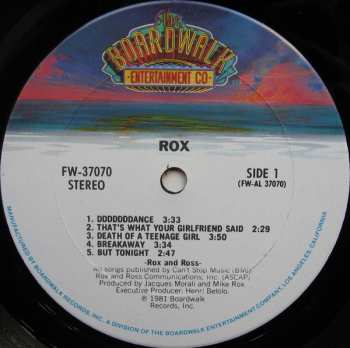 The
BOARDWALK
ENTERTAINMENT CO
ROX
FW-37070
STEREO
SIDE 1
(FW-AL 37070)
1. DDDDDDDANCE 3:33
2. THAT'S WHAT YOUR GIRLFRIEND SAID 2:29
3. DEATH OF A TEENAGE GIRL 3:50
4. BREAKAWAY 3:34
5. BUT TONIGHT 2:22
-Rox and Ross-
All songs published by Can't Stop Music (BMI)
Rox and Ross Communications, Inc. (ASCAP)
Produced by Jacques Morali and Mike Rox
Executive Producer: Henri Belolo.
℗ 1981 Boardwalk
Records, Inc.
MANUFACTURED BY BOARDWALK RECORDS, INC., A DIVISION OF THE BOARDWALK ENTERTAINMENT COMPANY, LOS ANGELES, CALIFORNIA.